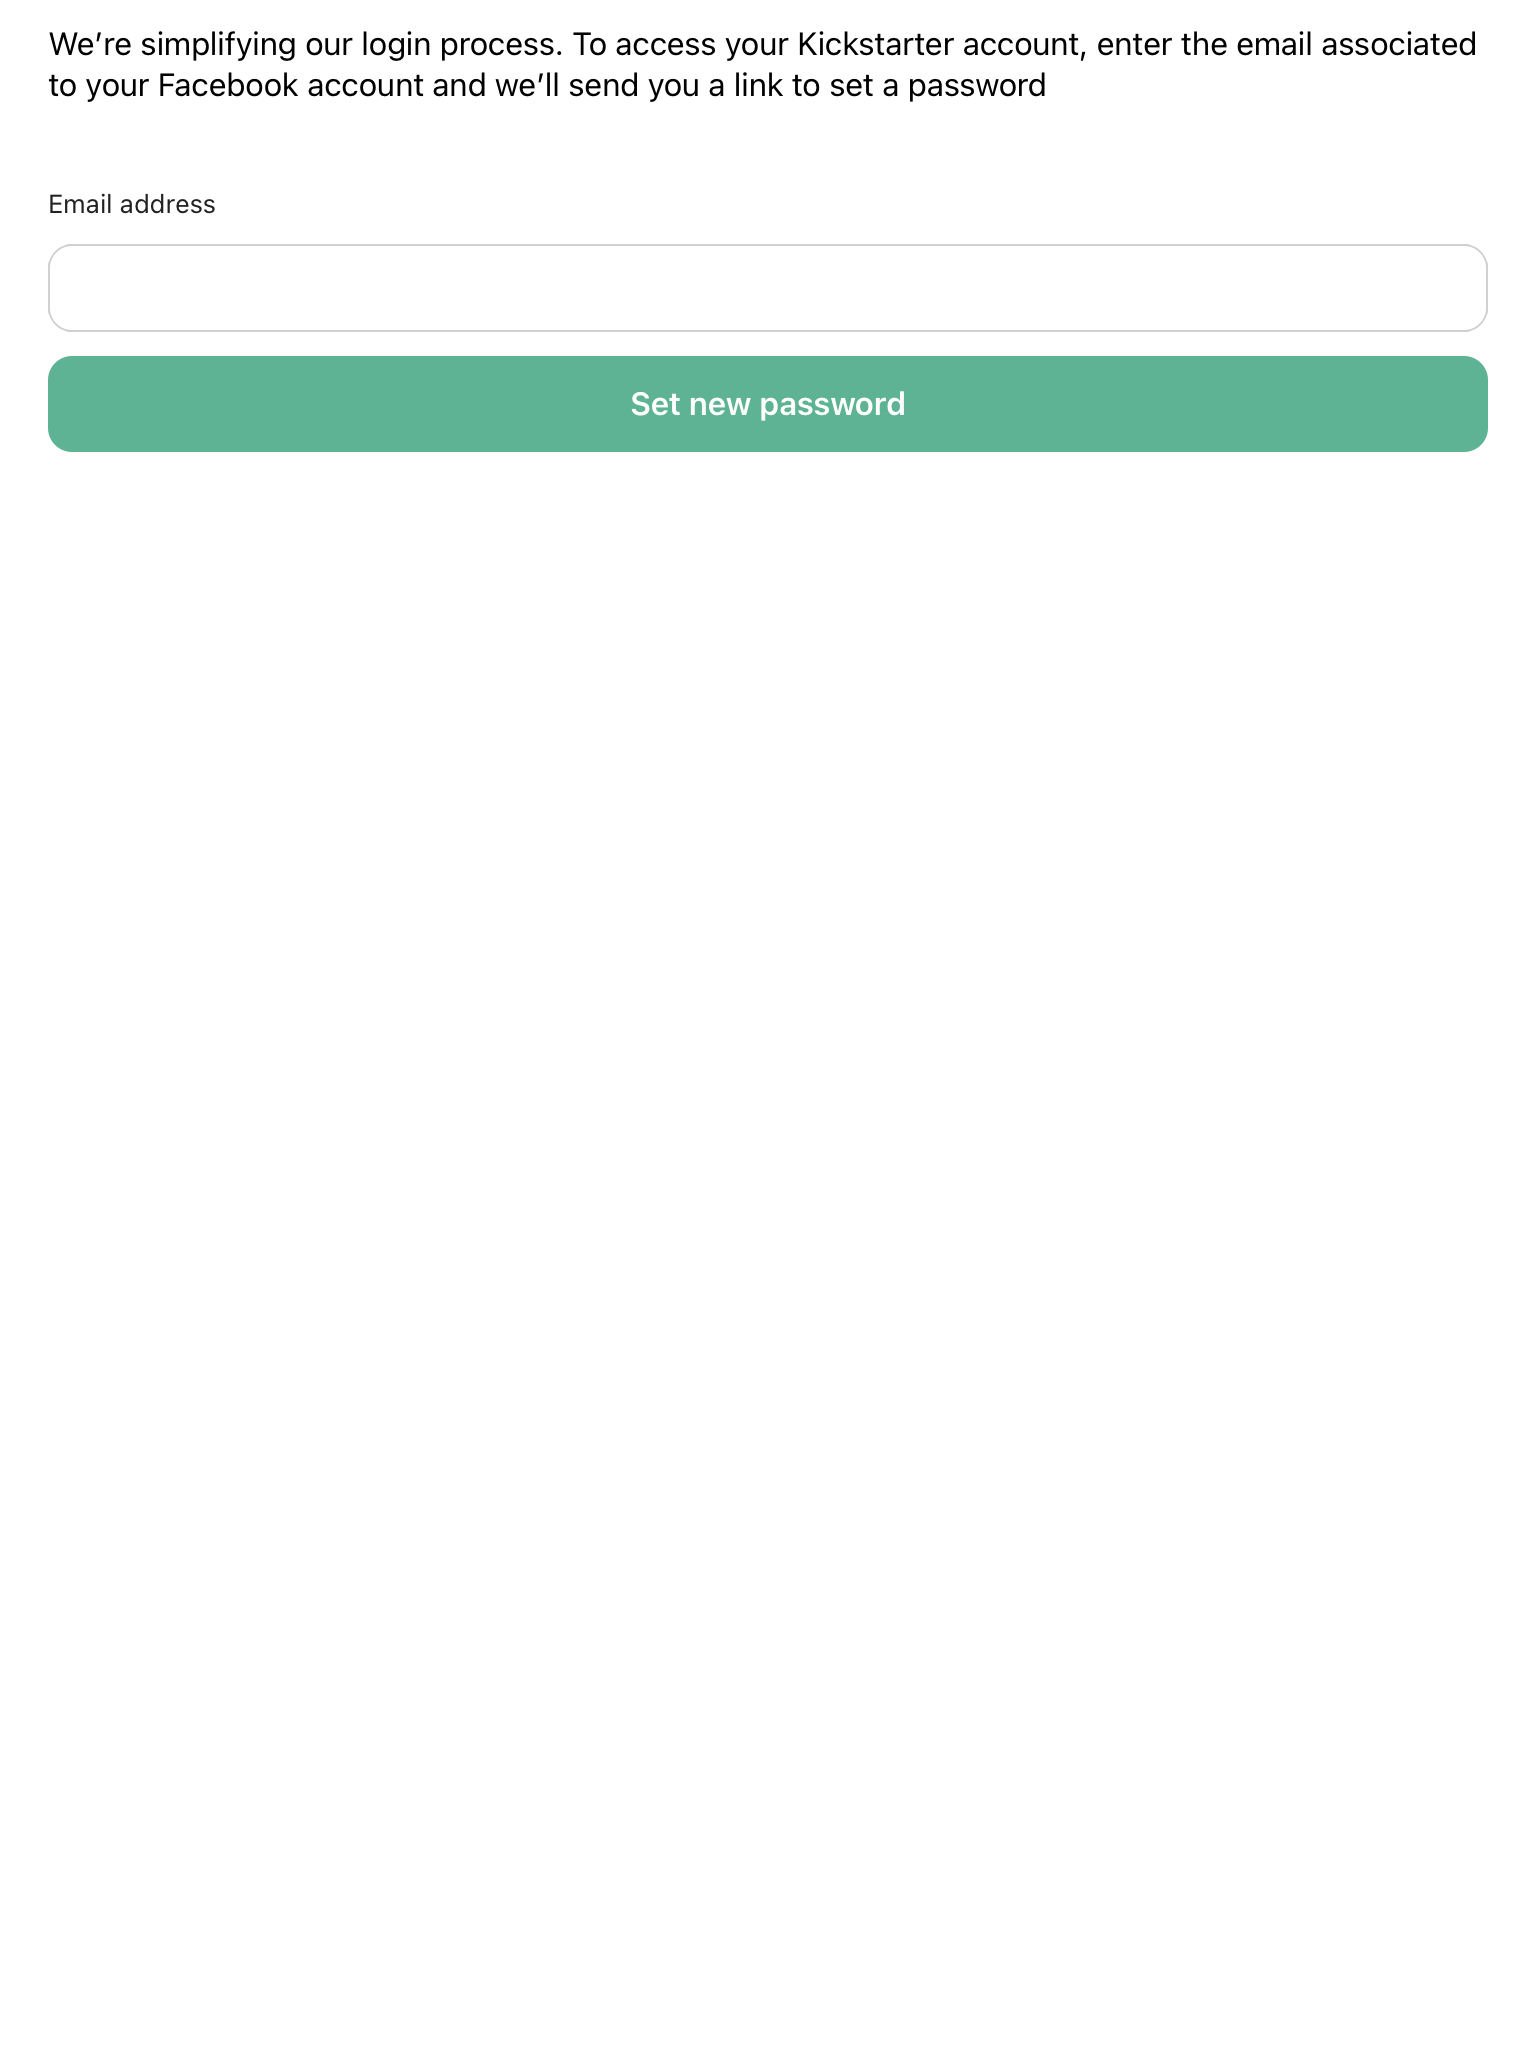 We’re simplifying our login process. To access your Kickstarter account, enter the email associated
to your Facebook account and we’ll send you a link to set a password
Email address
Set new password